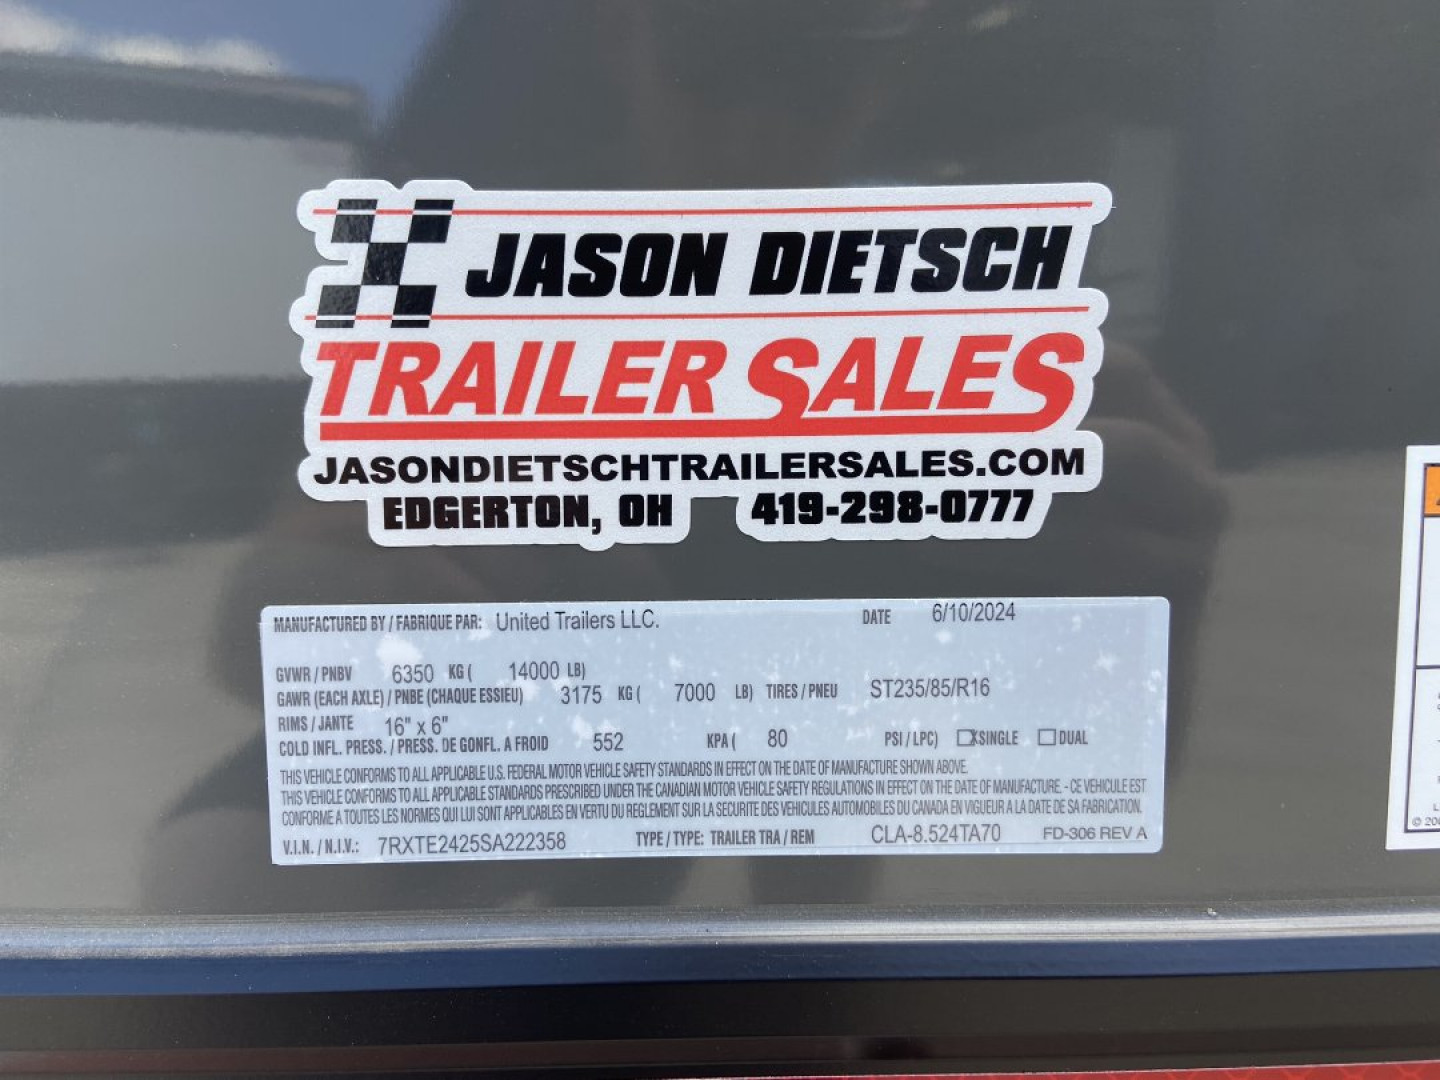 JASON DIETSCH
TRAILER SALES
JASONDIETSCHTRAILERSALES.COM
EDGERTON, OH 419-298-0777
MANUFACTURED BY / FABRIQUE PAR: United Trailers LLC. DATE 6/10/2024
GVWR / PNBV 6350 KG ( 14000 LB)
GAWR (EACH AXLE) / PNBE (CHAQUE ESSIEU) 3175 KG ( 7000 LB) TIRES / PNEU ST235/85/R16
RIMS / JANTE 16" x 6"
COLD INFL. PRESS. / PRESS. DE GONFL. A FROID 552 KPA ( 80 PSI / LPC) X SINGLE DUAL
THIS VEHICLE CONFORMS TO ALL APPLICABLE U.S. FEDERAL MOTOR VEHICLE SAFETY STANDARDS IN EFFECT ON THE DATE OF MANUFACTURE SHOWN ABOVE.
THIS VEHICLE CONFORMS TO ALL APPLICABLE STANDARDS PRESCRIBED UNDER THE CANADIAN MOTOR VEHICLE SAFETY REGULATIONS IN EFFECT ON THE DATE OF MANUFACTURE. - CE VEHICULE EST
CONFORME A TOUTES LES NORMES QUI LUI SONT APPLICABLES EN VERTU DU REGLEMENT SUR LA SECURITE DES VEHICULES AUTOMOBILES DU CANADA EN VIGUEUR A LA DATE DE SA FABRICATION.
V.I.N. / N.I.V.: 7RXTE2425SA222358 TYPE / TYPE: TRAILER TRA / REM CLA-8.524TA70 FD-306 REV A